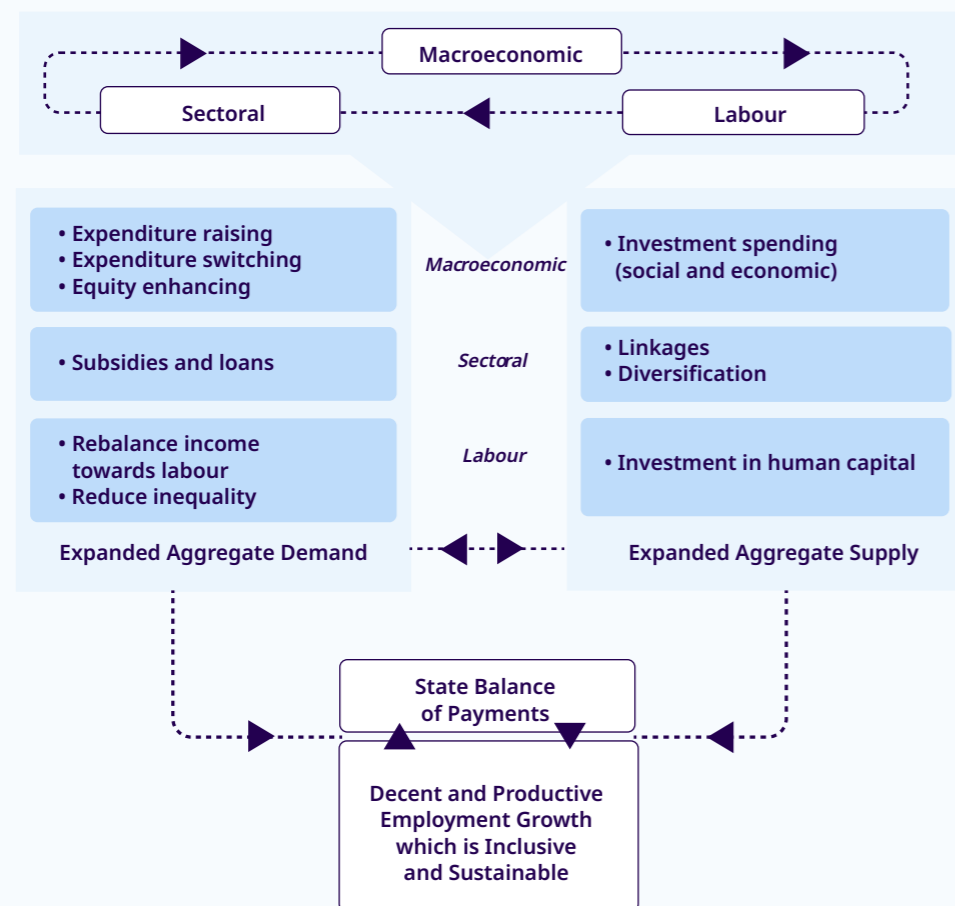 Macroeconomic
Sectoral
Labour
• Expenditure raising
• Expenditure switching
• Equity enhancing
Macroeconomic
• Investment spending
(social and economic)
• Subsidies and loans
Sectoral
• Linkages
• Diversification
• Rebalance income
towards labour
• Reduce inequality
Labour
• Investment in human capital
Expanded Aggregate Demand
Expanded Aggregate Supply
State Balance
of Payments
Decent and Productive
Employment Growth
which is Inclusive
and Sustainable